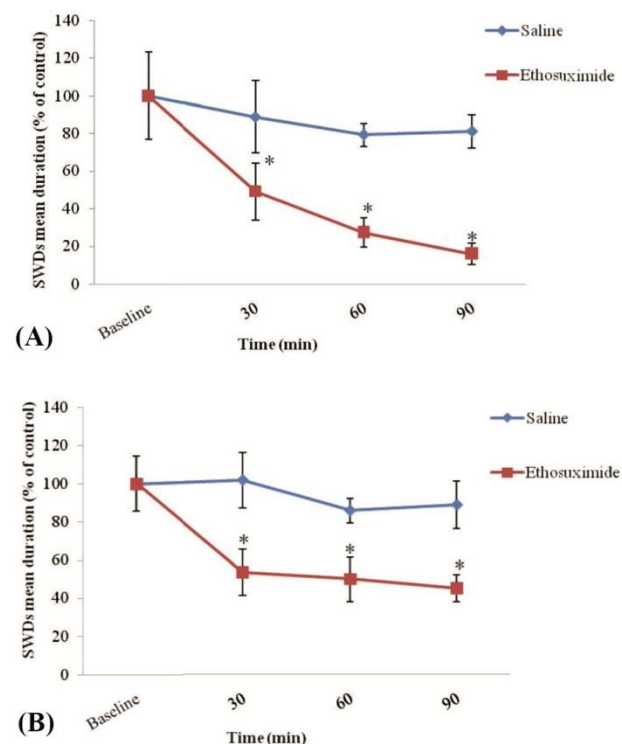 140
Saline
120
Ethosuximide
100
80
60
40
20
0
SWDs mean duration (% of control)
*
*
*
Baseline
30
60
90
(A)
Time (min)
140
Saline
120
100
Ethosuximide
80
60
40
20
0
SWDs mean duration (% of control)
*
*
*
Baseline
30
60
90
(B)
Time (min)